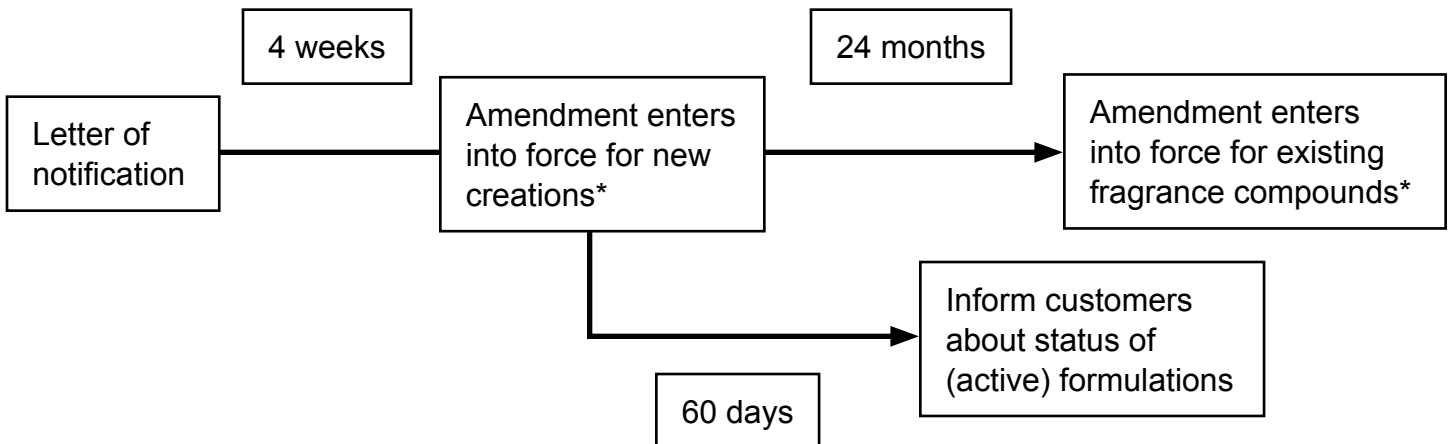 4 weeks
24 months
Letter of
notification
Amendment enters
into force for new
creations*
Amendment enters
into force for existing
fragrance compounds*
Inform customers
about status of
(active) formulations
60 days